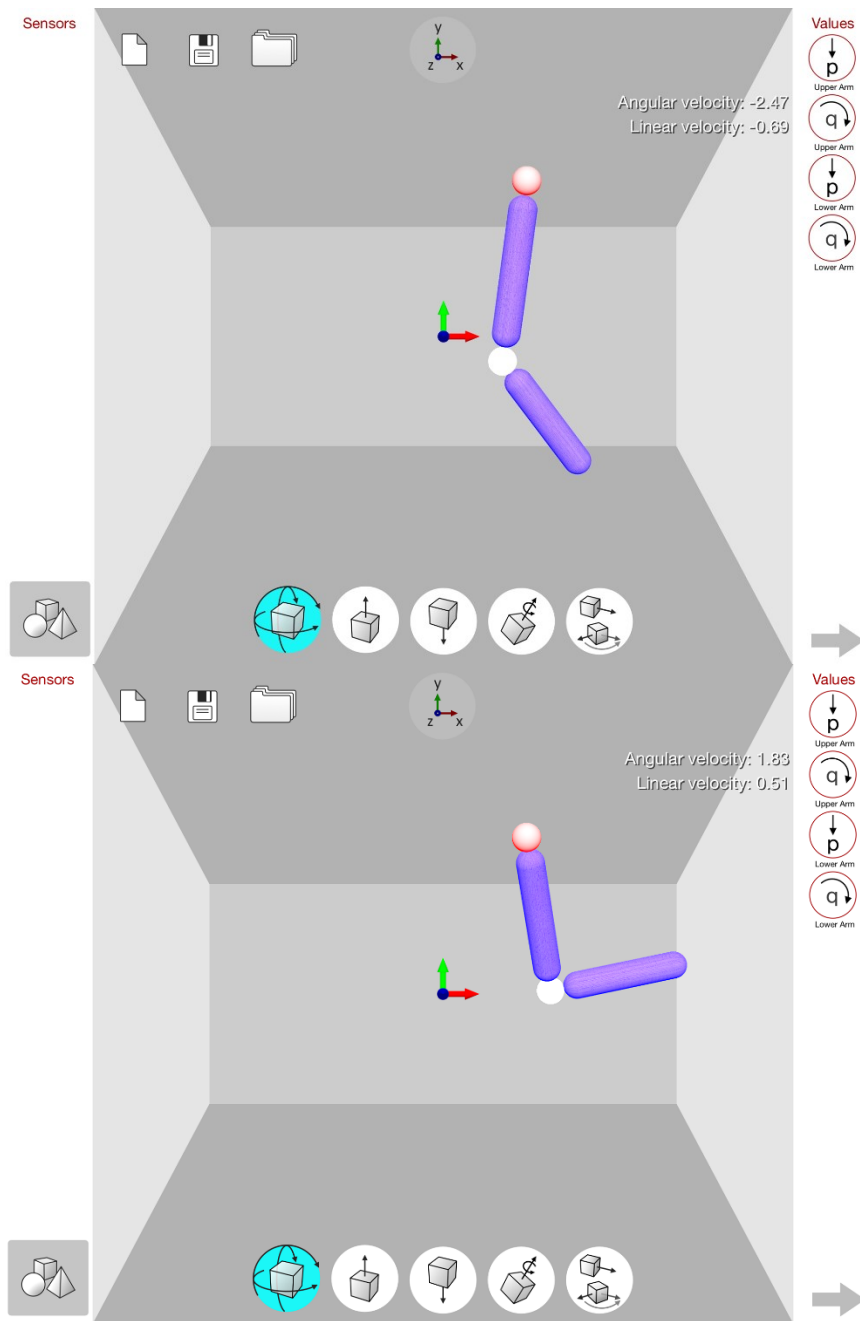 Sensors
Values
y
z
x
Angular velocity: -2.47
Linear velocity: -0.69
p
Upper Arm
q
Upper Arm
p
Lower Arm
q
Lower Arm
Sensors
Values
y
z
x
Angular velocity: 1.83
Linear velocity: 0.51
p
Upper Arm
q
Upper Arm
p
Lower Arm
q
Lower Arm